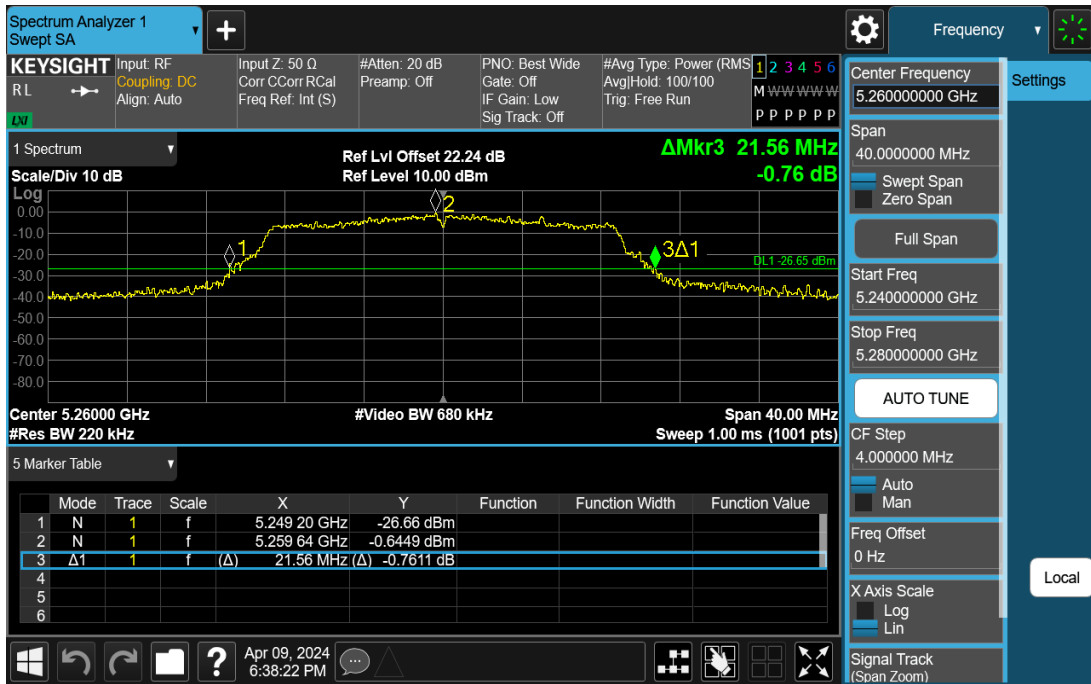 Spectrum Analyzer 1
Swept SA
+
Frequency
KEYSIGHT
RL
LXI
Input: RF
Coupling: DC
Align: Auto
Input Z: 50 Ω
Corr CCorr RCal
Freq Ref: Int (S)
#Atten: 20 dB
Preamp: Off
PNO: Best Wide
Gate: Off
IF Gain: Low
Sig Track: Off
#Avg Type: Power (RMS
Avg|Hold: 100/100
Trig: Free Run
1 2 3 4 5 6
M W W W W W
P P P P P P
1 Spectrum
Scale/Div 10 dB
Ref Lvl Offset 22.24 dB
Ref Level 10.00 dBm
ΔMkr3 21.56 MHz
-0.76 dB
Log
0.00
-10.0
-20.0
-30.0
-40.0
-50.0
-60.0
-70.0
-80.0
1
2
3Δ1
DL1 -26.65 dBm
Center 5.26000 GHz
#Video BW 680 kHz
Span 40.00 MHz
#Res BW 220 kHz
Sweep 1.00 ms (1001 pts)
5 Marker Table
Mode Trace Scale X Y Function Function Width Function Value
1 N 1 f 5.249 20 GHz -26.66 dBm
2 N 1 f 5.259 64 GHz -0.6449 dBm
3 Δ1 1 f (Δ) 21.56 MHz (Δ) -0.7611 dB
4
5
6
?
Apr 09, 2024
6:38:22 PM
Center Frequency
5.260000000 GHz
Span
40.0000000 MHz
Swept Span
Zero Span
Full Span
Start Freq
5.240000000 GHz
Stop Freq
5.280000000 GHz
AUTO TUNE
CF Step
4.000000 MHz
Auto
Man
Freq Offset
0 Hz
X Axis Scale
Log
Lin
Signal Track
(Span Zoom)
Settings
Local